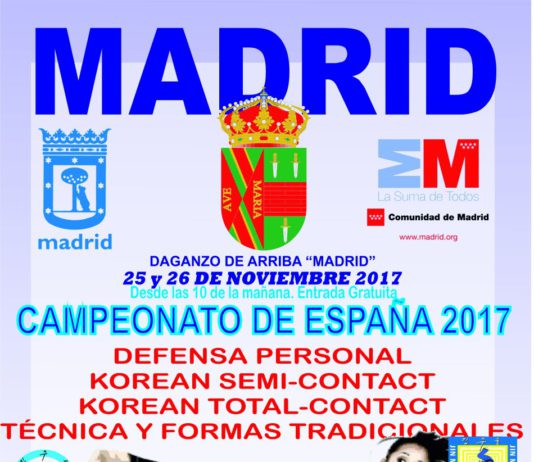 MADRID
AVE MARIA
madrid
La Suma de Todos
Comunidad de Madrid
www.madrid.org
DAGANZO DE ARRIBA “MADRID”
25 y 26 DE NOVIEMBRE 2017
Desde las 10 de la mañana. Entrada Gratuita
CAMPEONATO DE ESPAÑA 2017
DEFENSA PERSONAL
KOREAN SEMI-CONTACT
KOREAN TOTAL-CONTACT
TÉCNICA Y FORMAS TRADICIONALES